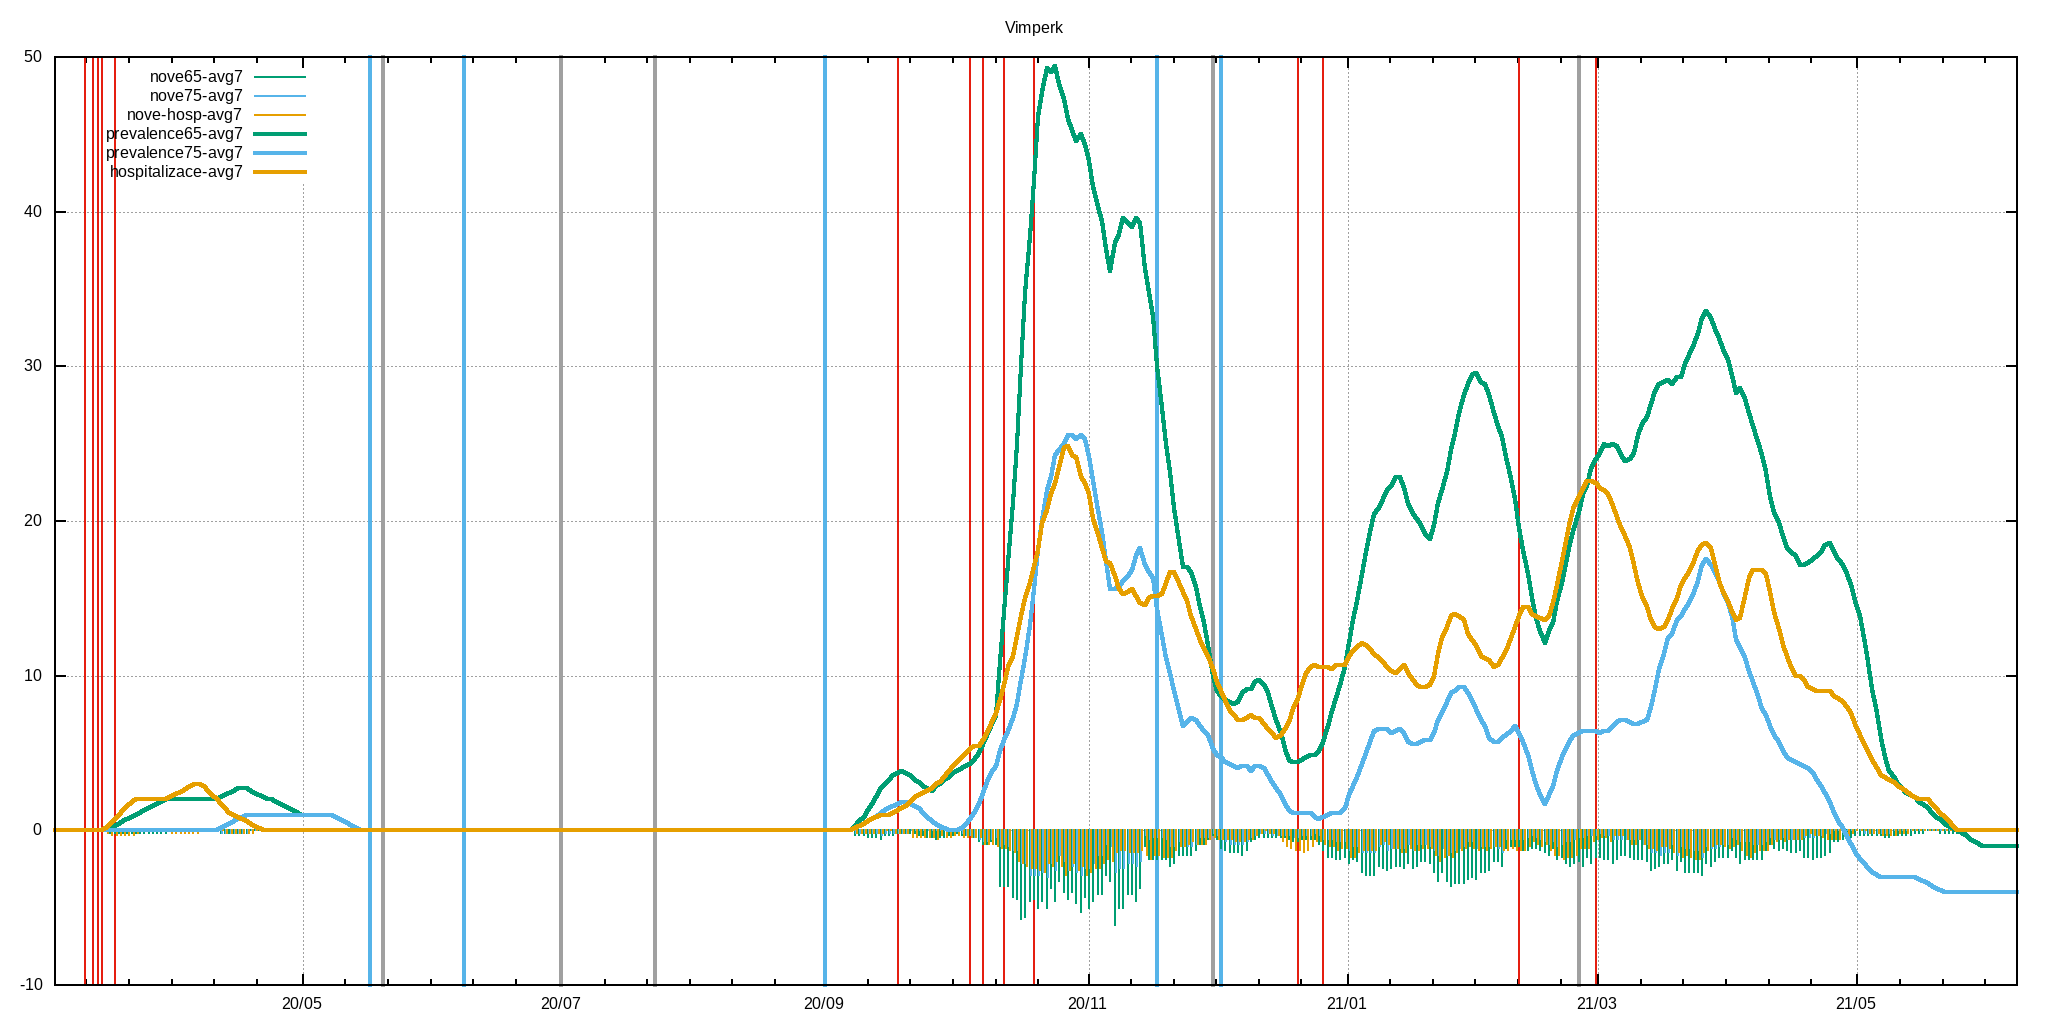 Vimperk
50
nove65-avg7
nove75-avg7
nove-hosp-avg7
prevalence65-avg7
prevalence75-avg7
hospitalizace-avg7
40
30
20
10
0
-10
20/05 20/07 20/09 20/11 21/01 21/03 21/05